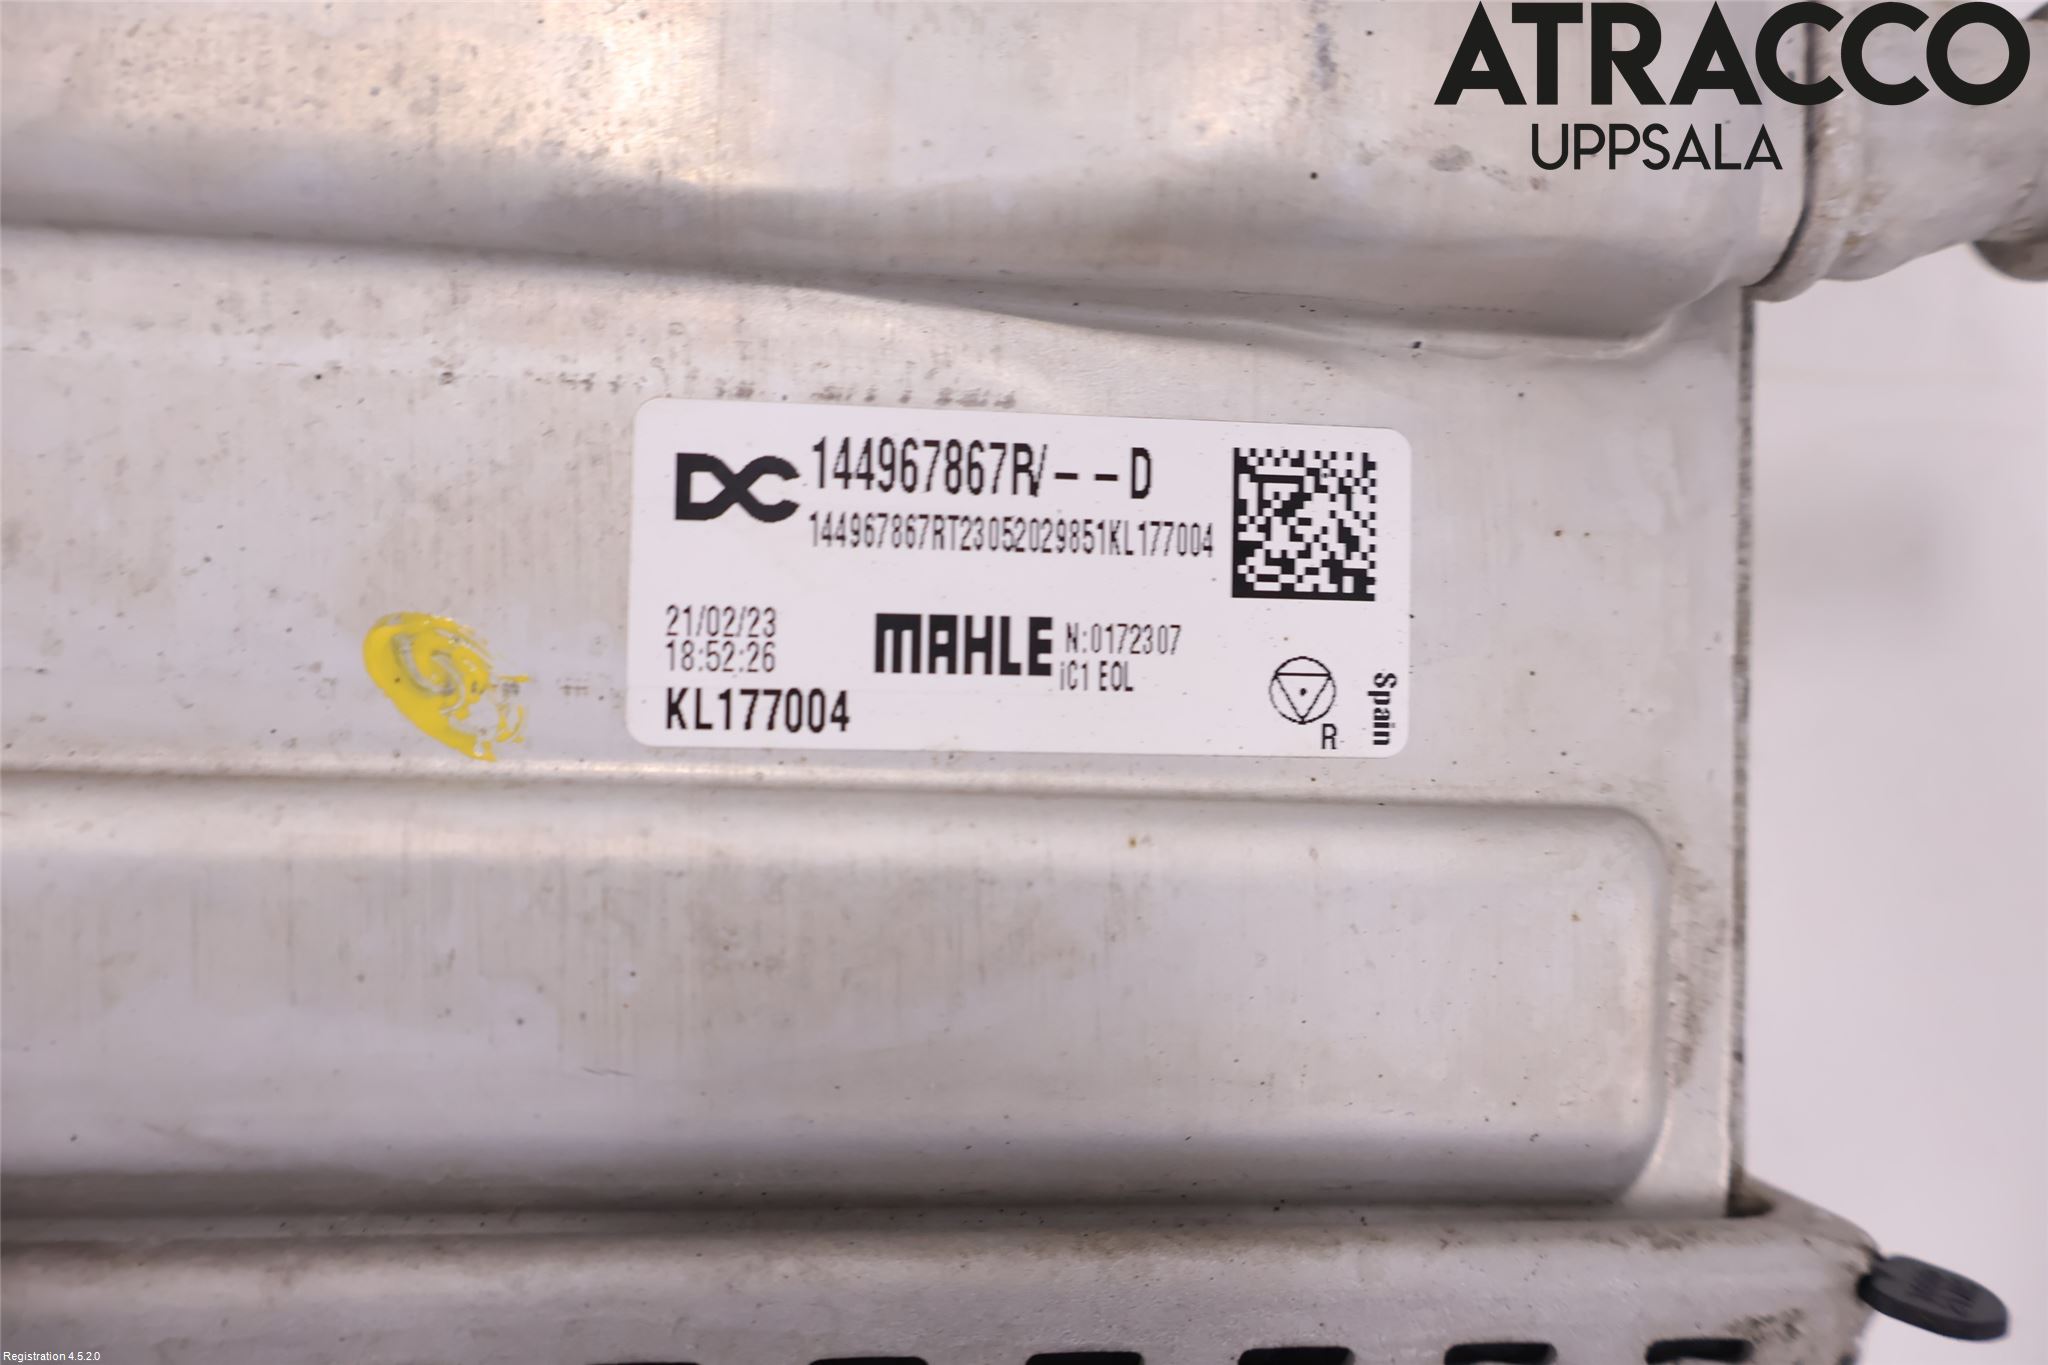 ATRACCO
UPPSALA
DC 144967867R/--D
144967867RT23052029851KL177004
21/02/23
18:52:26
MAHLE
N:0172307
iC1 EOL
KL177004
R
Spain
Registration 4.5.2.0